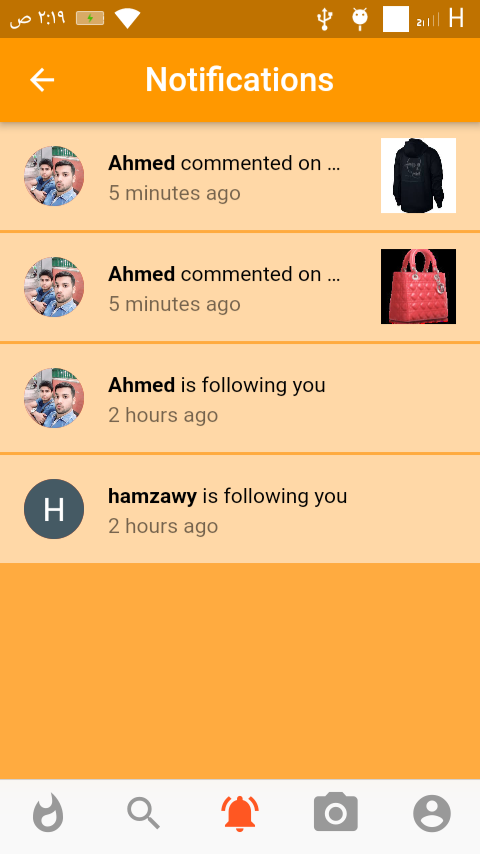 ٢:١٩ ص
H
Notifications
Ahmed commented on ...
5 minutes ago
Ahmed commented on ...
5 minutes ago
Ahmed is following you
2 hours ago
H
hamzawy is following you
2 hours ago